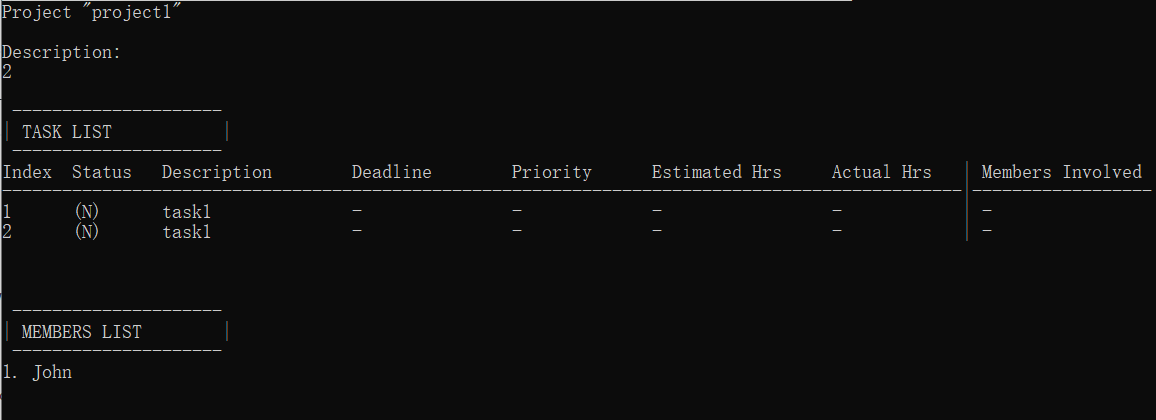 Project "project1"
Description:
2
----------------------
| TASK LIST |
----------------------
Index Status Description Deadline Priority Estimated Hrs Actual Hrs | Members Involved
------------------------------------------------------------------------------------------------|------------------
1 (N) task1 - - - - | -
2 (N) task1 - - - - | -
----------------------
| MEMBERS LIST |
----------------------
1. John